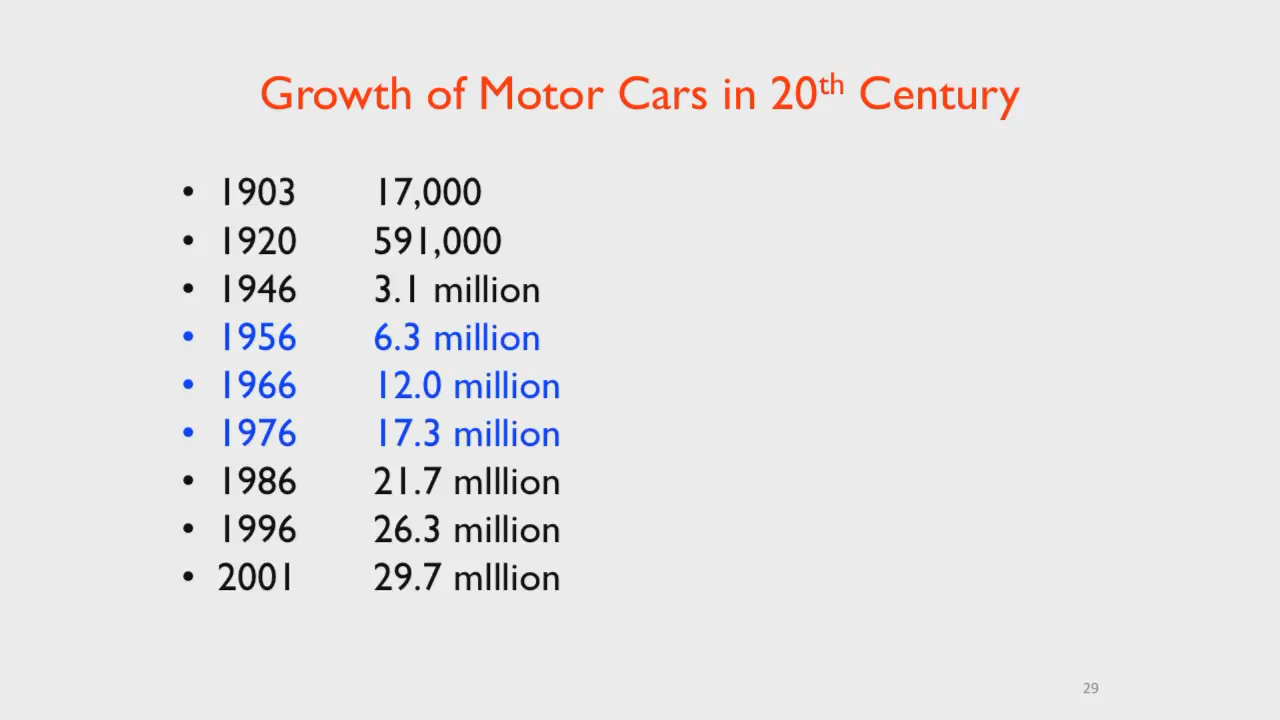 Growth of Motor Cars in 20th Century
• 1903 17,000
• 1920 591,000
• 1946 3.1 million
• 1956 6.3 million
• 1966 12.0 million
• 1976 17.3 million
• 1986 21.7 mIllion
• 1996 26.3 million
• 2001 29.7 mIllion
29